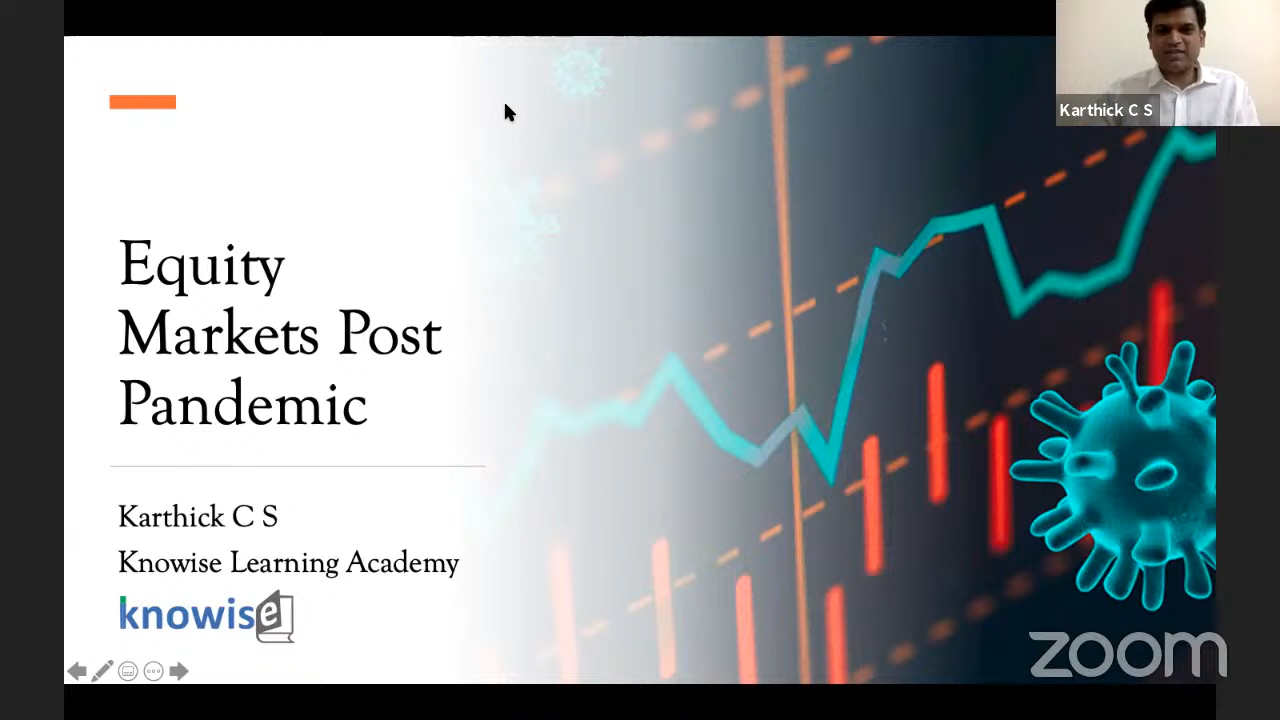 Karthick C S
Equity
Markets Post
Pandemic
Karthick C S
Knowise Learning Academy
knowise
zoom